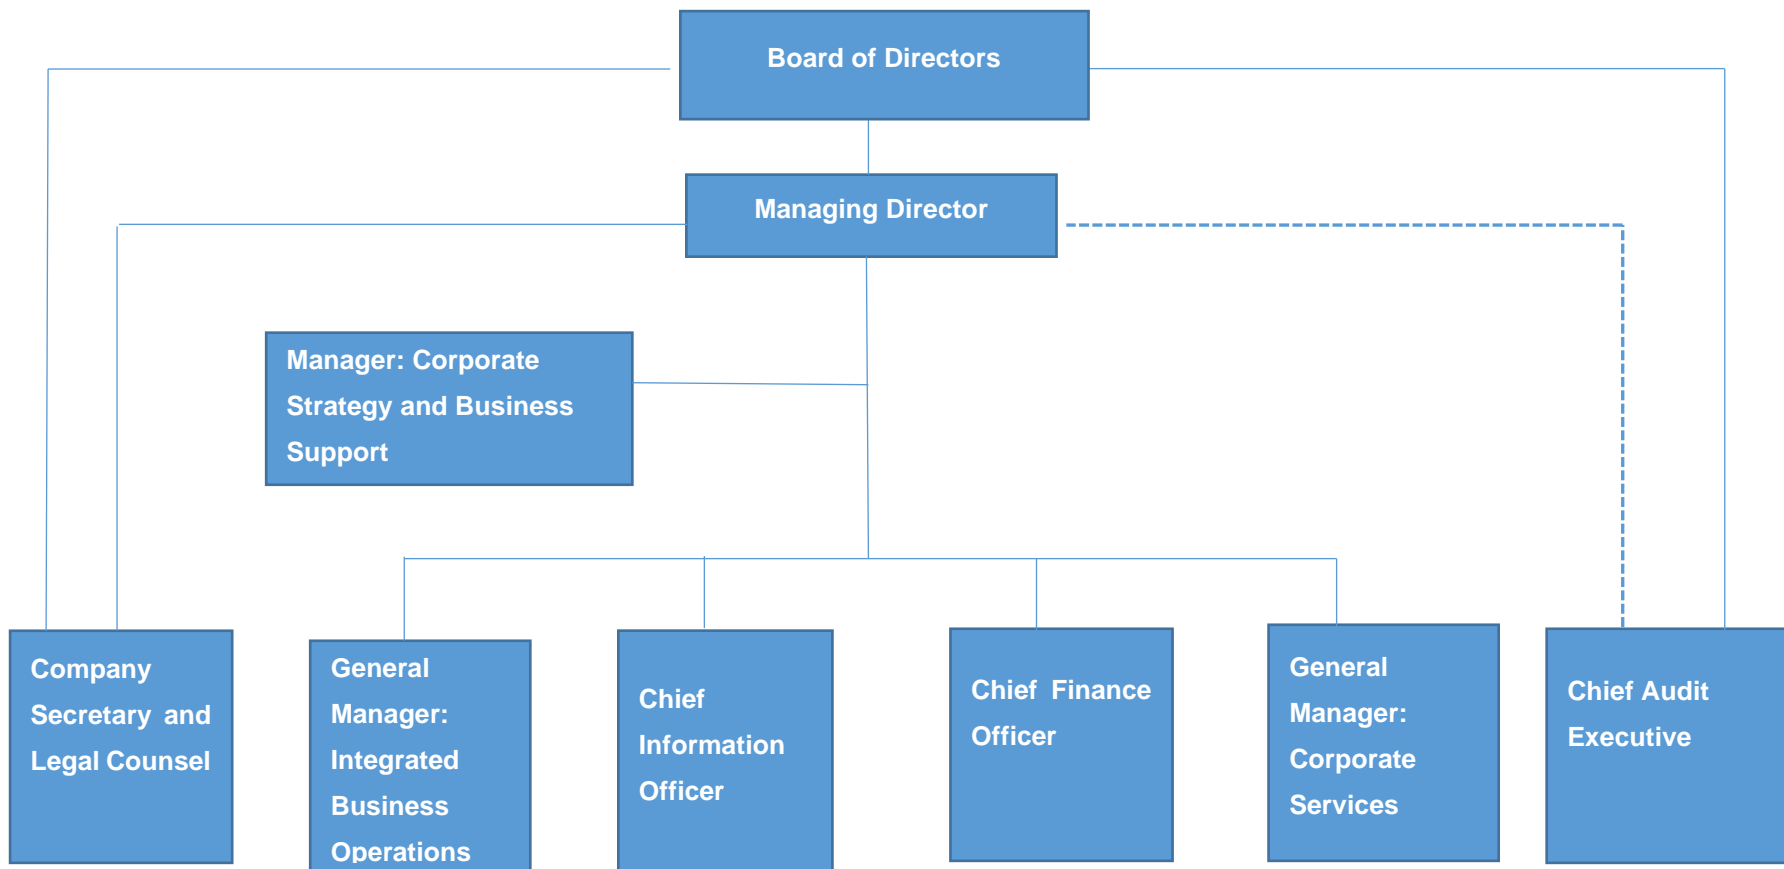 Board of Directors
Managing Director
Manager: Corporate
Strategy and Business
Support
Company
Secretary and
Legal Counsel
General
Manager:
Integrated
Business
Operations
Chief
Information
Officer
Chief Finance
Officer
General
Manager:
Corporate
Services
Chief Audit
Executive